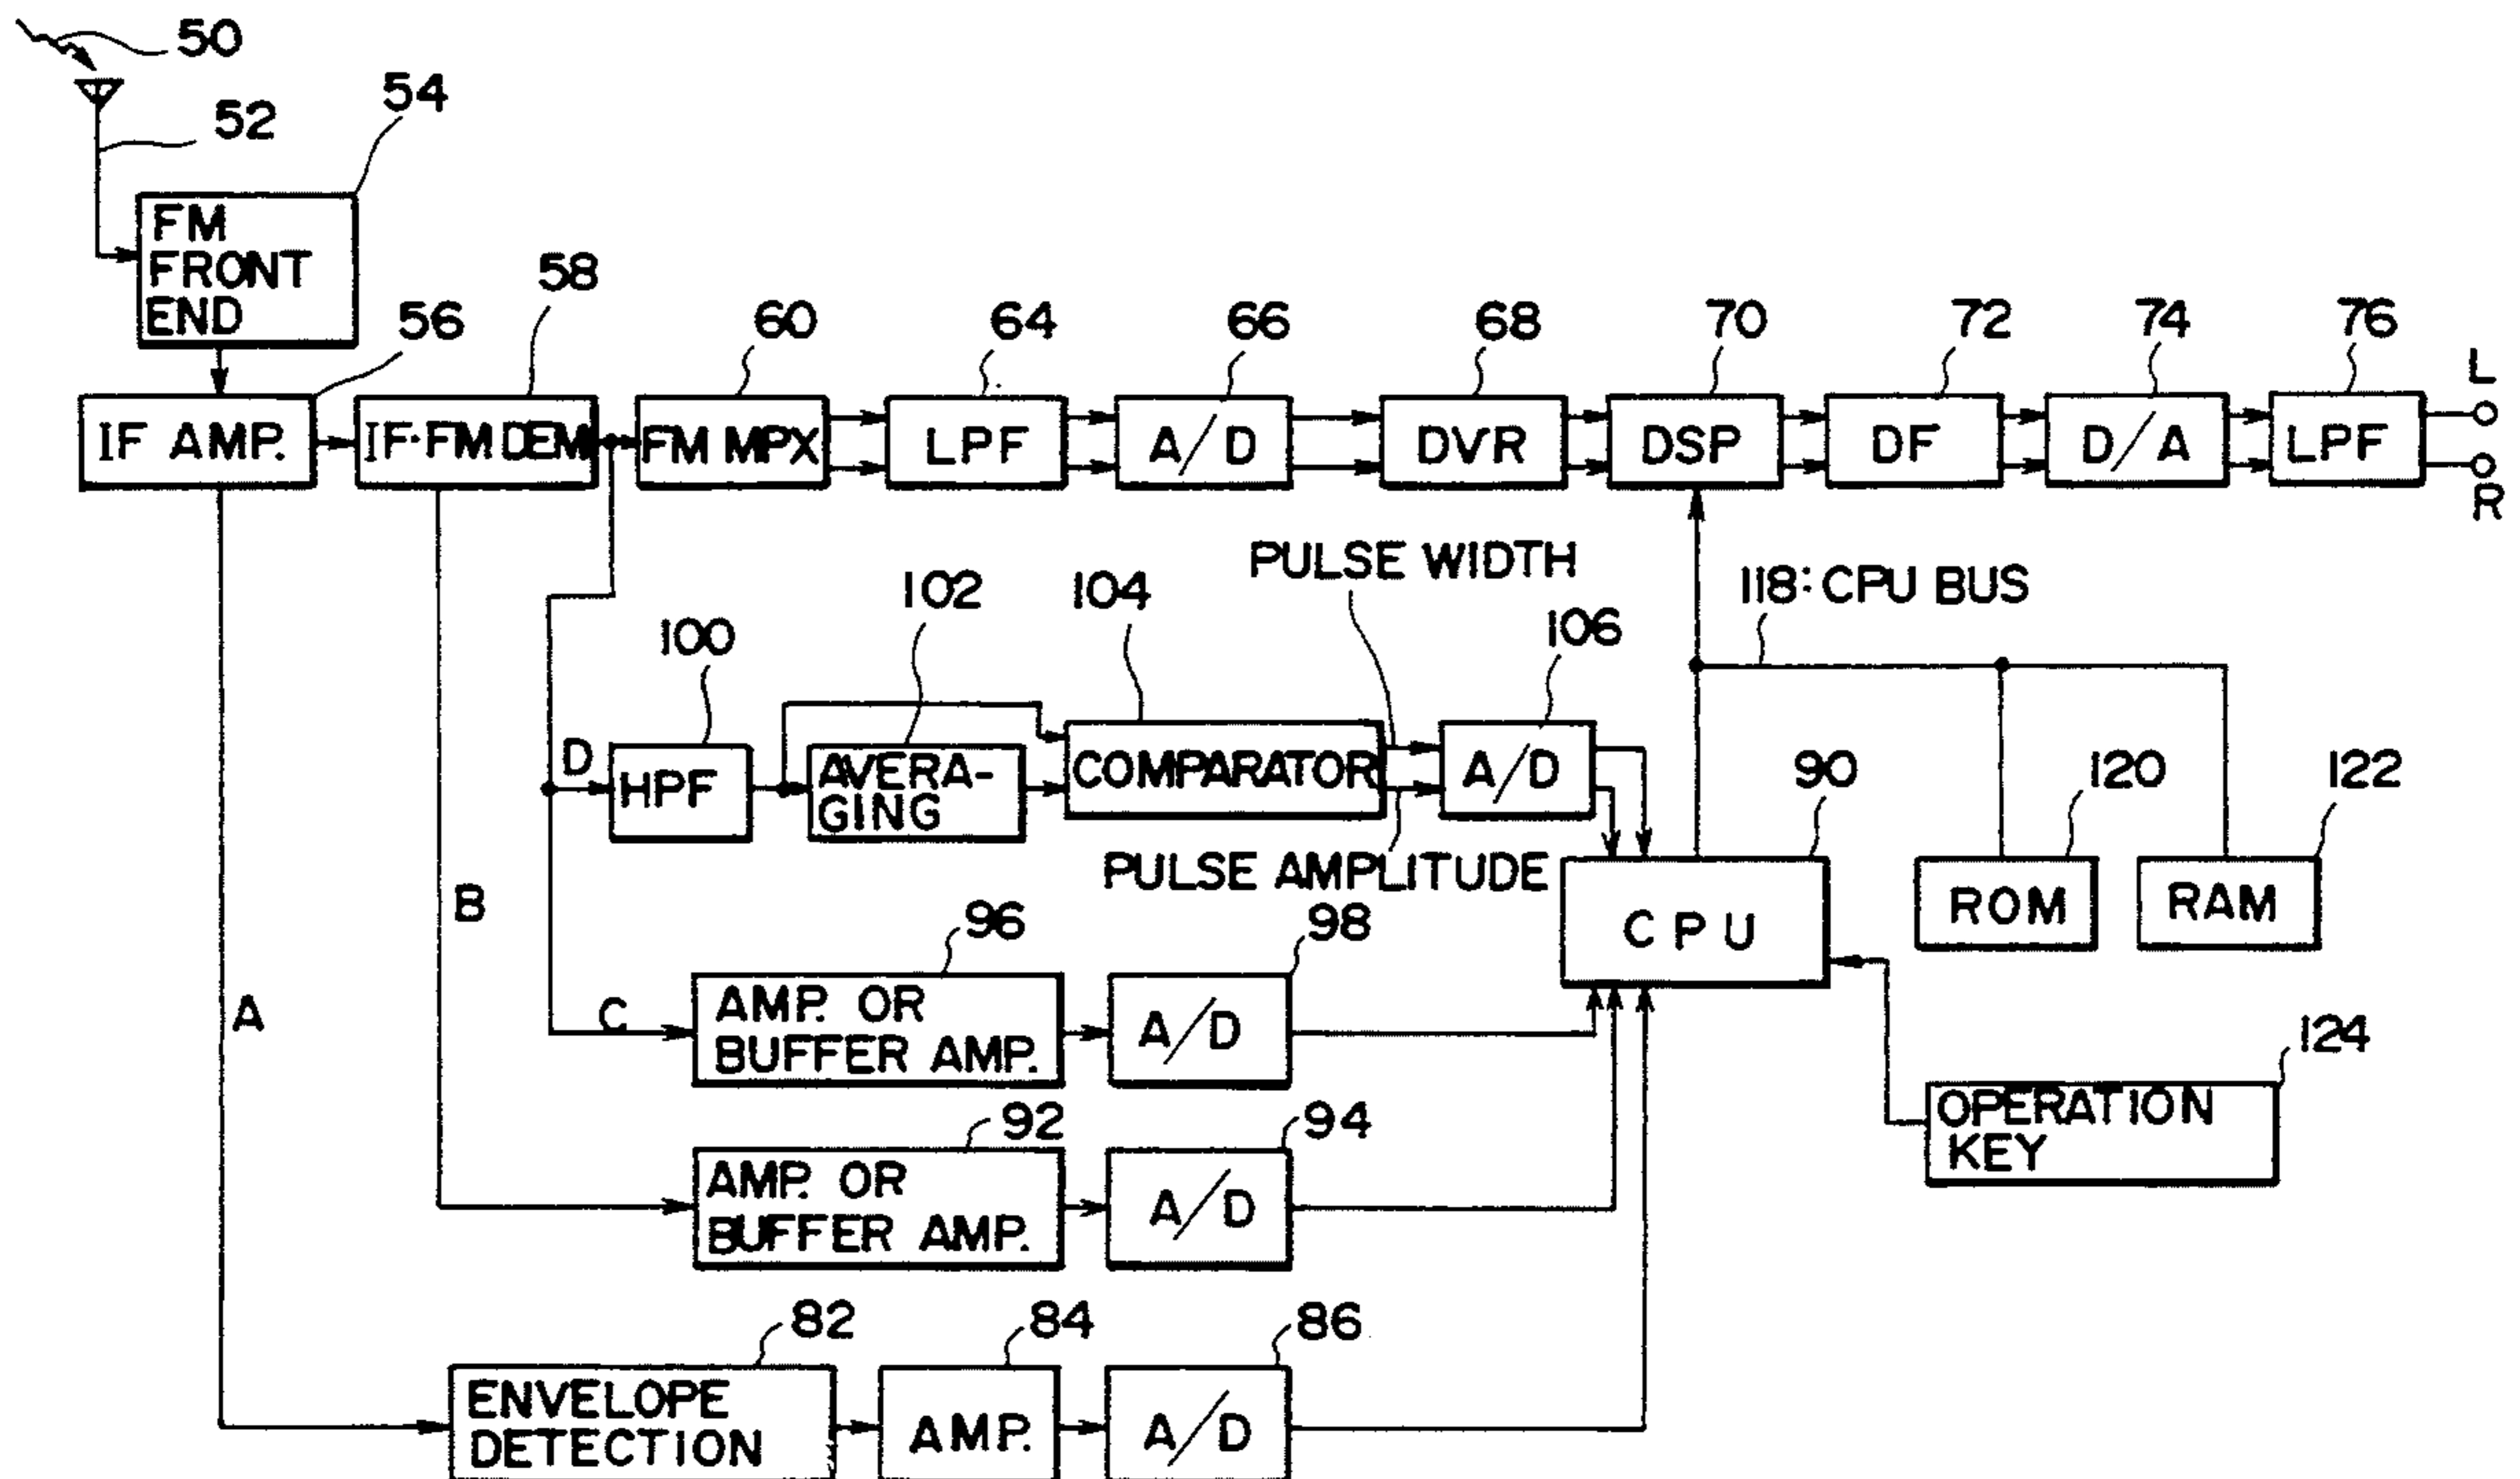 50
52
54
FM
FRONT
END
56
58
60
64
66
68
70
72
74
76
L
IF AMP.
IF·FM DEM
FM MPX
LPF
A/D
DVR
DSP
DF
D/A
LPF
R
PULSE WIDTH
118: CPU BUS
100
102
104
106
D
HPF
AVERA-
GING
COMPARATOR
A/D
90
120
122
PULSE AMPLITUDE
CPU
ROM
RAM
B
96
98
A
C
AMP. OR
BUFFER AMP.
A/D
124
OPERATION
KEY
92
94
AMP. OR
BUFFER AMP.
A/D
82
84
86
ENVELOPE
DETECTION
AMP.
A/D